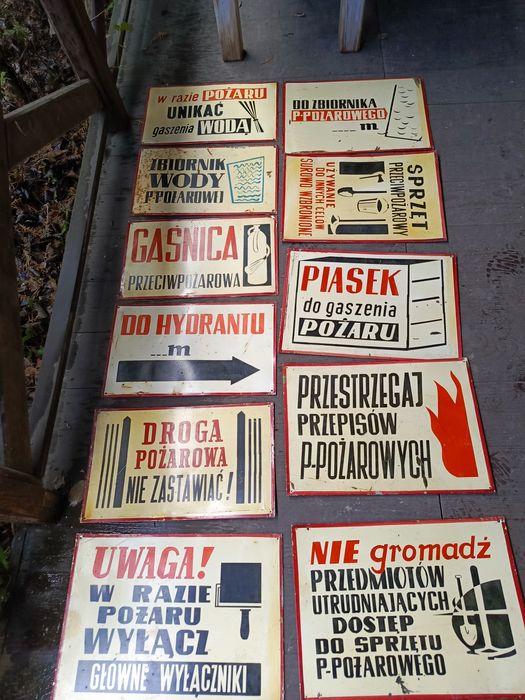 w razie POŻARU
UNIKAĆ
gaszenia WODĄ
DO ZBIORNIKA
P-POŻAROWEGO
.... m
ZBIORNIK
WODY
P-POŻAROWEJ
SPRZĘT
PRZECIWPOŻAROWY
UŻYWANIE
DO INNYCH CELÓW
SUROWO WZBRONIONE
GAŚNICA
PRZECIWPOŻAROWA
PIASEK
do gaszenia
POŻARU
DO HYDRANTU
...m
PRZESTRZEGAJ
PRZEPISÓW
P-POŻAROWYCH
DROGA
POŻAROWA
NIE ZASTAWIAĆ!
UWAGA!
W RAZIE
POŻARU
WYŁĄCZ
GŁÓWNE WYŁĄCZNIKI
NIE gromadź
PRZEDMIOTÓW
UTRUDNIAJĄCYCH
DOSTĘP
DO SPRZĘTU
P-POŻAROWEGO